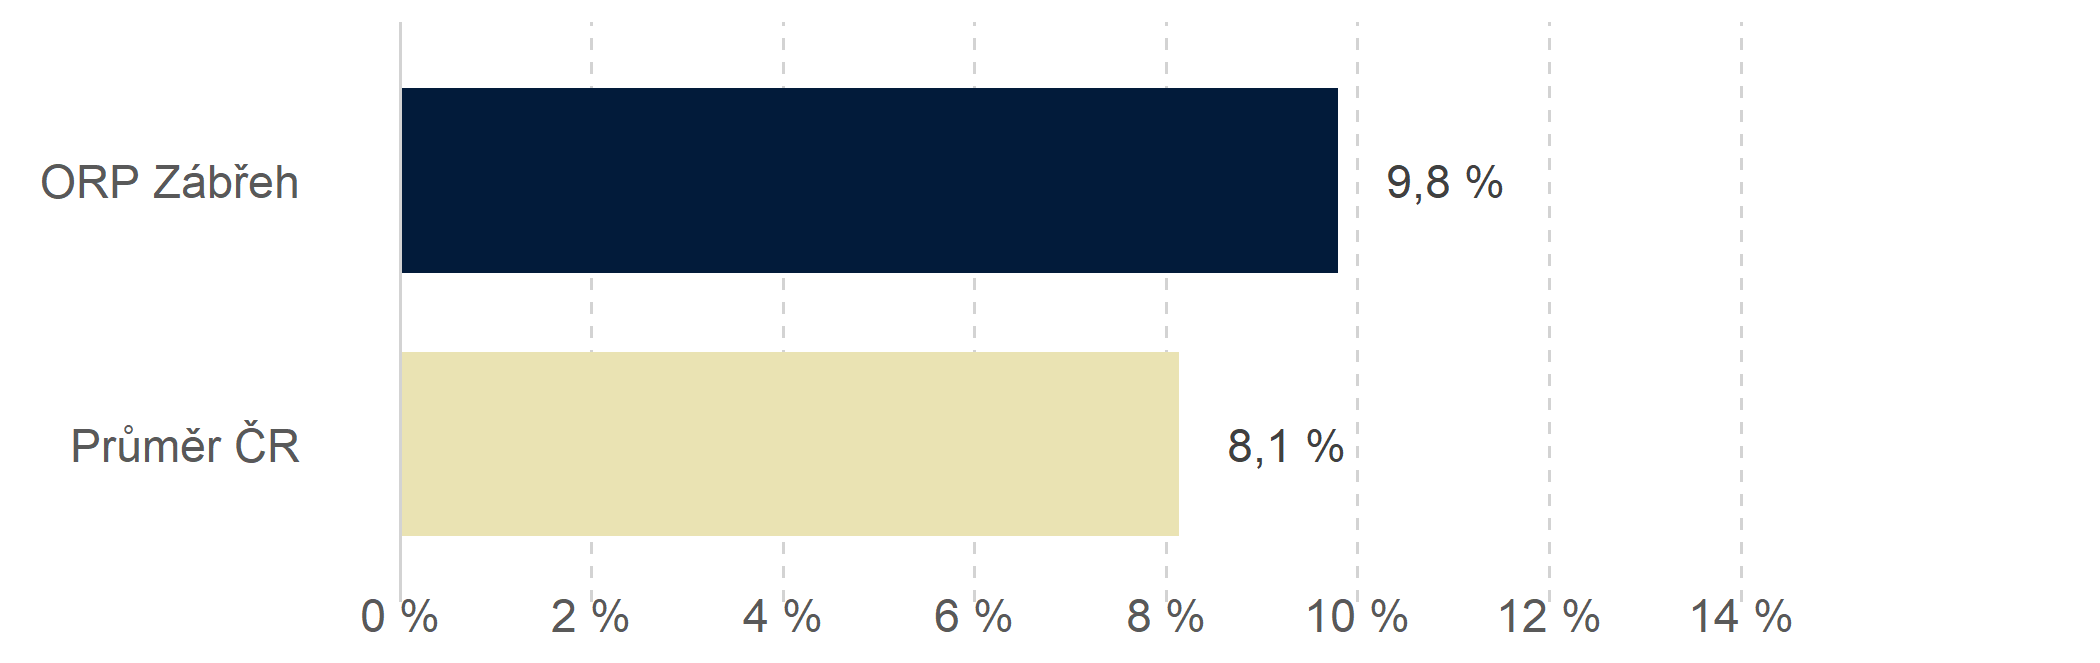 ORP Zábřeh
9,8 %
Průměr ČR
8,1 %
0 % 2 % 4 % 6 % 8 % 10 % 12 % 14 %